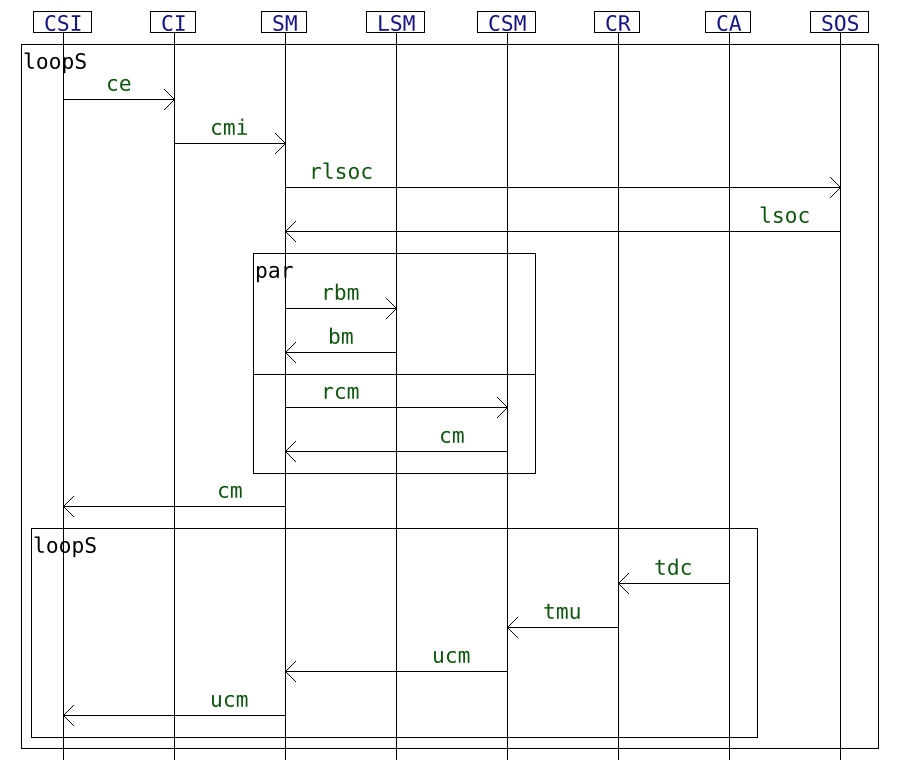 CSI CI SM LSM CSM CR CA SOS
loopS
ce
cmi
rlsoc
lsoc
par
rbm
bm
rcm
cm
cm
loopS
tdc
tmu
ucm
ucm